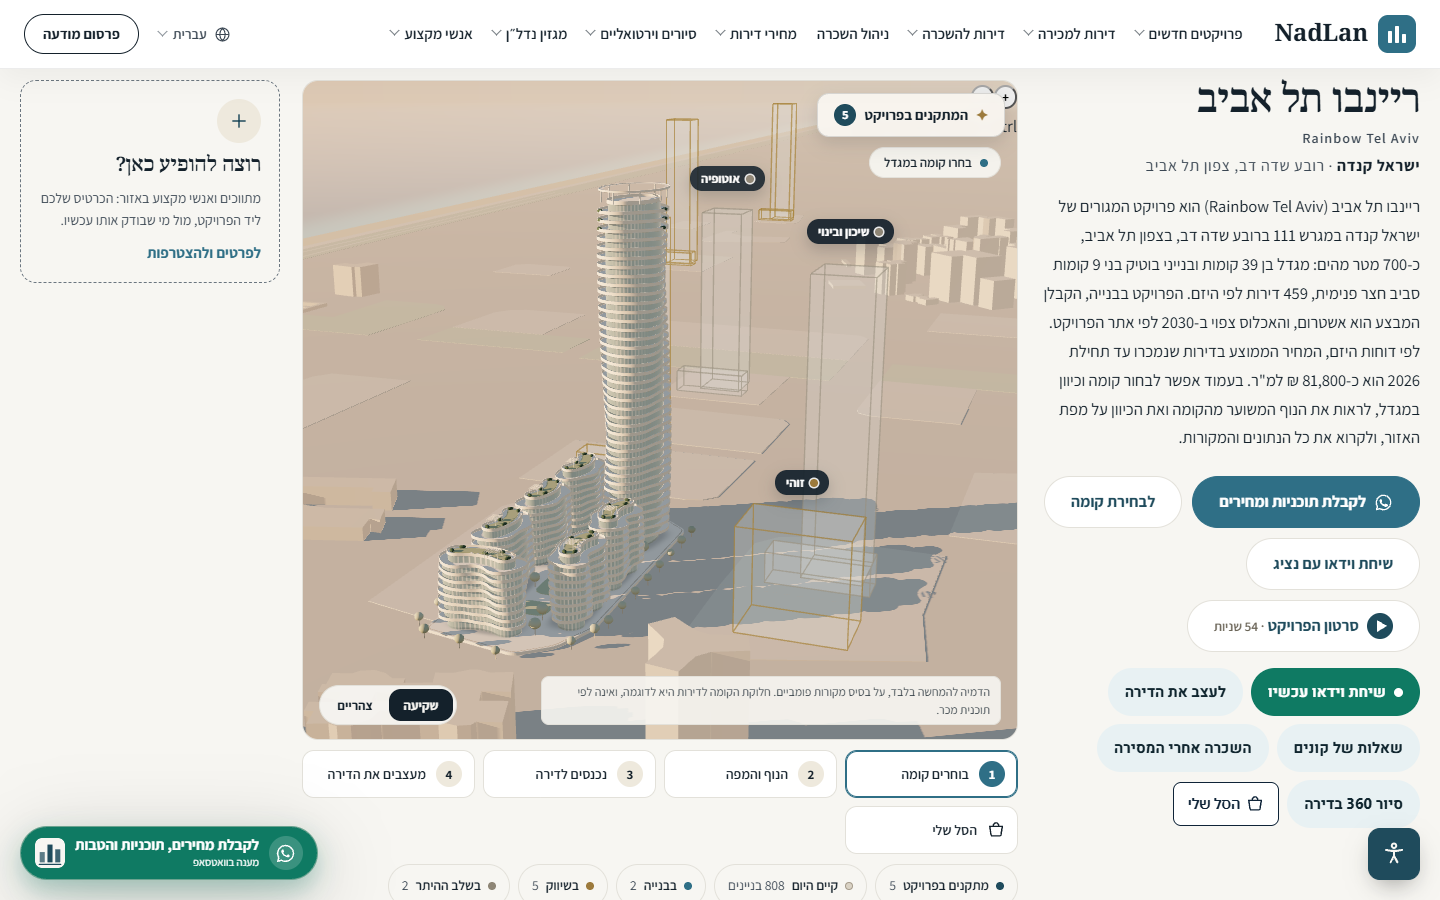 NadLan
פרויקטים חדשים
דירות למכירה
דירות להשכרה
ניהול השכרה
מחירי דירות
סיורים וירטואליים
מגזין נדל״ן
אנשי מקצוע
עברית
פרסום מודעה
ריינבו תל אביב
Rainbow Tel Aviv
ישראל קנדה · רובע שדה דב, צפון תל אביב
ריינבו תל אביב (Rainbow Tel Aviv) הוא פרויקט המגורים של
ישראל קנדה במגרש 111 ברובע שדה דב, בצפון תל אביב,
כ-700 מטר מהים: מגדל בן 39 קומות ובנייני בוטיק בני 9 קומות
סביב חצר פנימית, 459 דירות לפי היזם. הפרויקט בבנייה, הקבלן
המבצע הוא אשטרום, והאכלוס צפוי ב-2030 לפי אתר הפרויקט.
לפי דוחות היזם, המחיר הממוצע בדירות שנמכרו עד תחילת
2026 הוא כ-81,800 ₪ למ"ר. בעמוד אפשר לבחור קומה וכיוון
במגדל, לראות את הנוף המשוער מהקומה ואת הכיוון על מפת
האזור, ולקרוא את כל הנתונים והמקורות.
לקבלת תוכניות ומחירים
לבחירת קומה
שיחת וידאו עם נציג
סרטון הפרויקט · 54 שניות
שיחת וידאו עכשיו
לעצב את הדירה
שאלות של קונים
השכרה אחרי המסירה
סיור 360 בדירה
הסל שלי
המתקנים בפרויקט 5
בחרו קומה במגדל
אוטופיה
שיכון ובינוי
זוהי
הדמיה להמחשה בלבד, על בסיס מקורות פומביים. חלוקת הקומה לדירות היא לדוגמה, ואינה לפי
תוכנית מכר.
שקיעה
צהריים
1 בוחרים קומה
2 הנוף והמפה
3 נכנסים לדירה
4 מעצבים את הדירה
הסל שלי
מתקנים בפרויקט 5
קיים היום 808 בניינים
בבנייה 2
בשיווק 5
בשלב ההיתר 2
רוצה להופיע כאן?
מתווכים ואנשי מקצוע באזור: הכרטיס שלכם
ליד הפרויקט, מול מי שבודק אותו עכשיו.
לפרטים ולהצטרפות
לקבלת מחירים, תוכניות והטבות
מענה בוואטסאפ